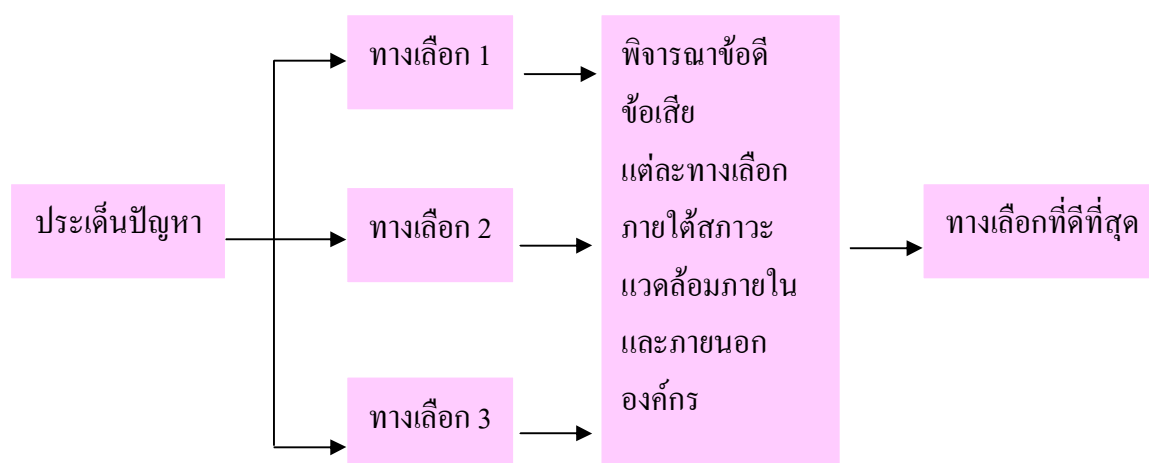 ประเด็นปัญหา
ทางเลือก 1
ทางเลือก 2
ทางเลือก 3
พิจารณาข้อดี
ข้อเสีย
แต่ละทางเลือก
ภายใต้สภาวะ
แวดล้อมภายใน
และภายนอก
องค์กร
ทางเลือกที่ดีที่สุด